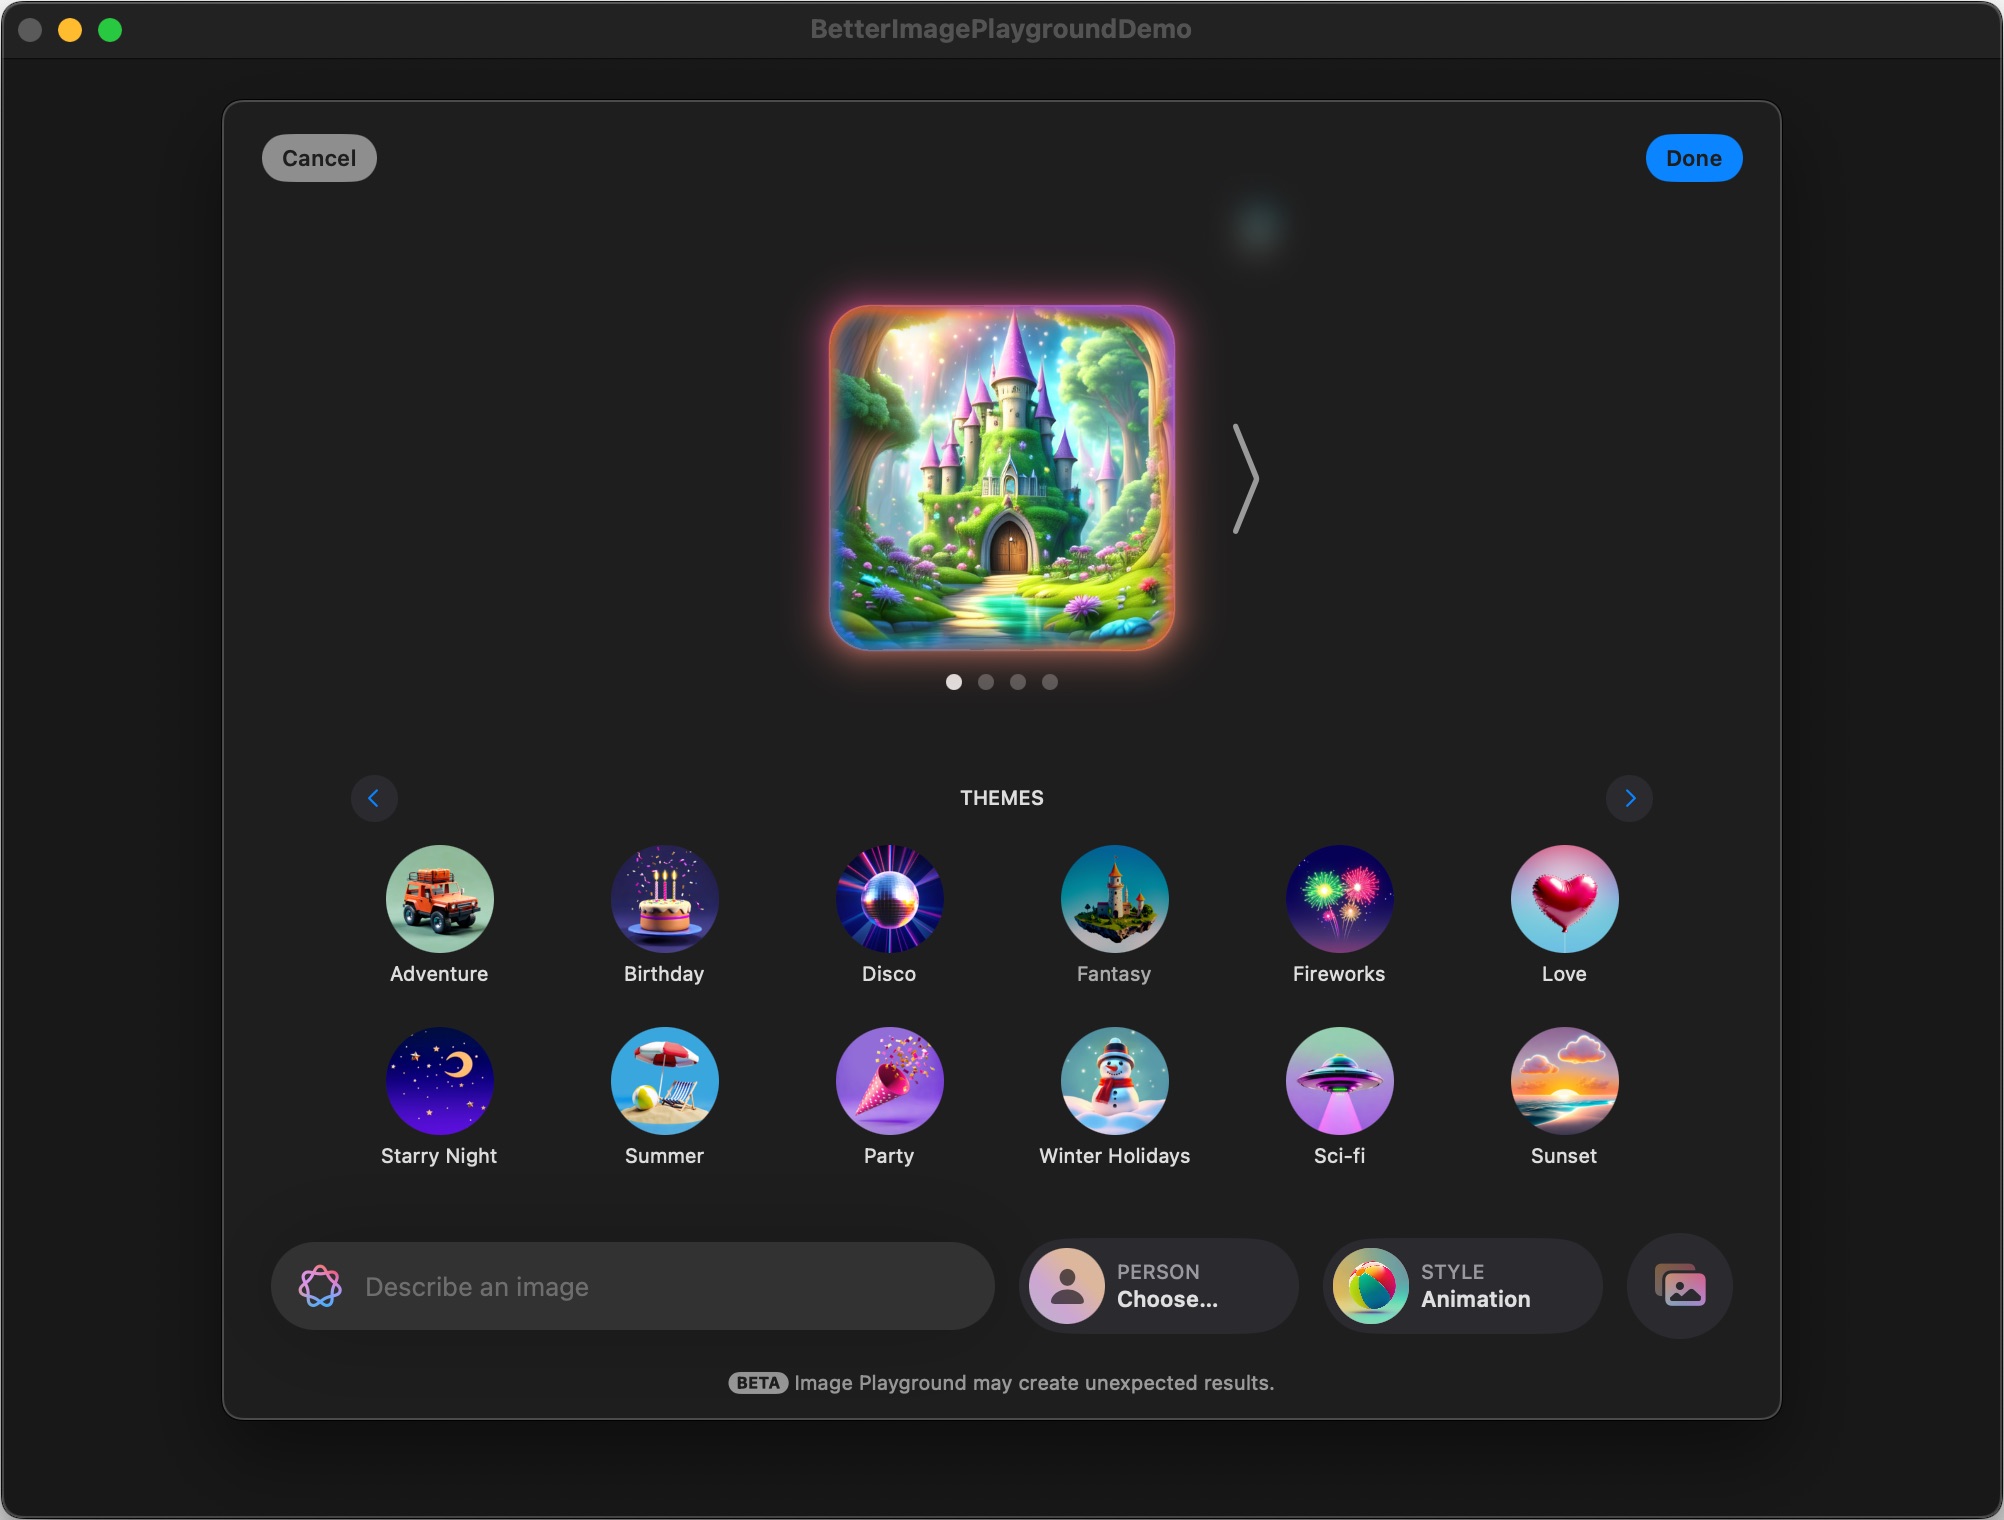 BetterImagePlaygroundDemo
Cancel
Done
THEMES
Adventure
Birthday
Disco
Fantasy
Fireworks
Love
Starry Night
Summer
Party
Winter Holidays
Sci-fi
Sunset
Describe an image
PERSON
Choose...
STYLE
Animation
BETA Image Playground may create unexpected results.